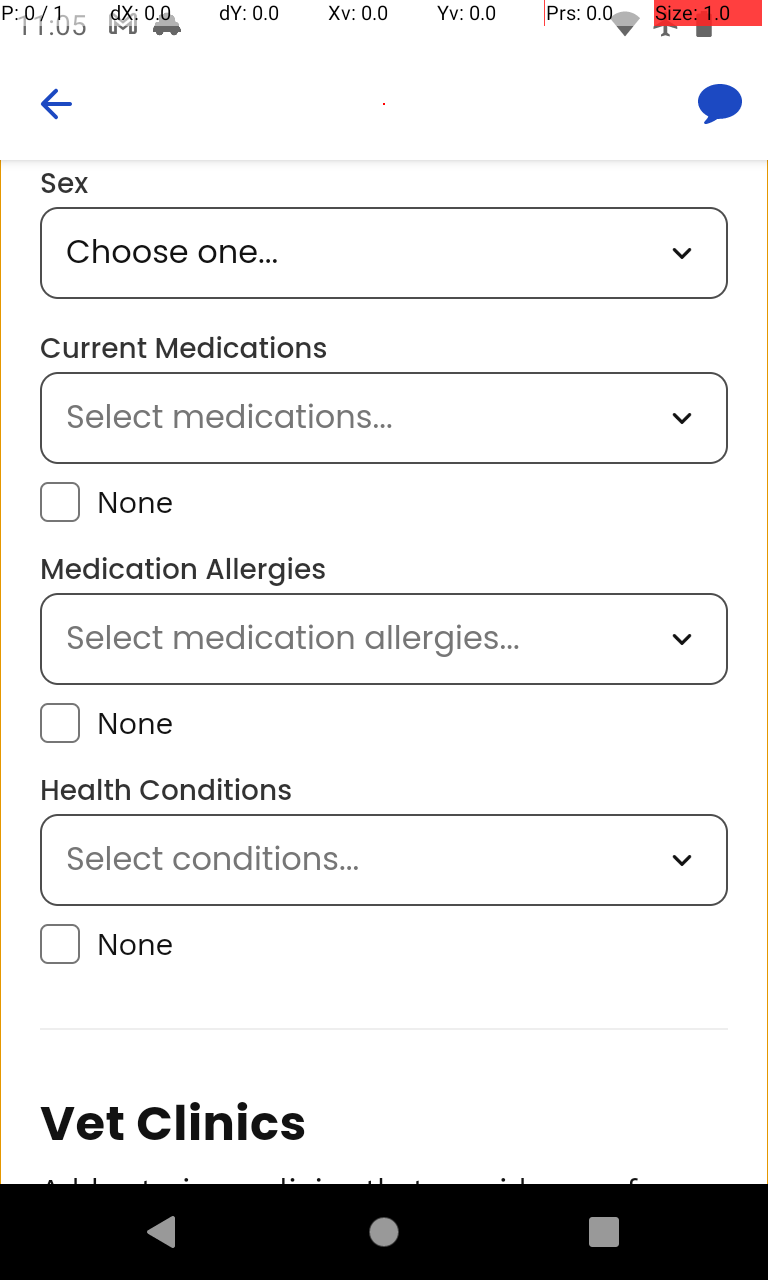 P: 0 / 1 dX: 0.0 dY: 0.0 Xv: 0.0 Yv: 0.0 Prs: 0.0 Size: 1.0
11:05
Sex
Choose one...
Current Medications
Select medications...
None
Medication Allergies
Select medication allergies...
None
Health Conditions
Select conditions...
None
Vet Clinics